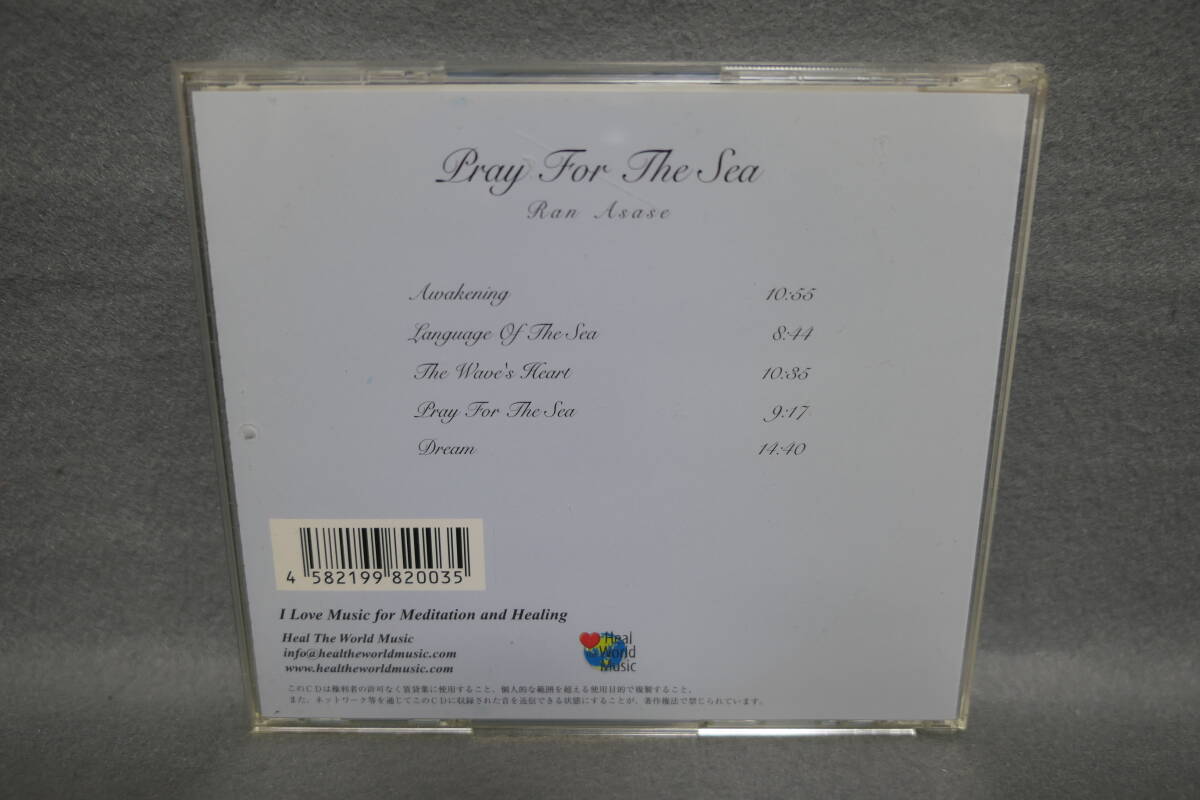 Pray For The Sea
Ran Asase
Awakening 10:55
Language Of The Sea 8:44
The Wave's Heart 10:35
Pray For The Sea 9:17
Dream 14:40
4 582199 820035
I Love Music for Meditation and Healing
Heal The World Music
info@healtheworldmusic.com
www.healtheworldmusic.com
Heal
World
Music
このCDは権利者の許可なく賃貸業に使用すること、個人的な範囲を超える使用目的で複製すること、
また、ネットワーク等を通じてこのCDに収録された音を送信できる状態にすることが、著作権法で禁じられています。